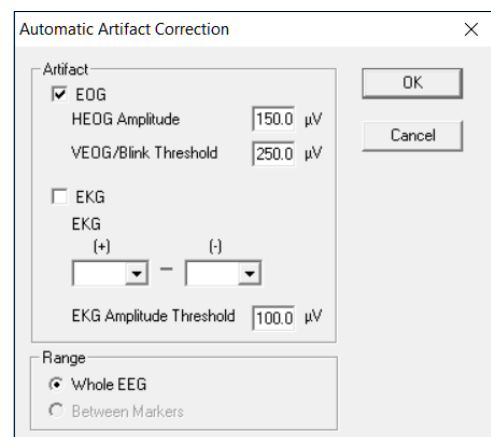 Automatic Artifact Correction
Artifact
EOG
HEOG Amplitude 150.0 µV
VEOG/Blink Threshold 250.0 µV
EKG
EKG
(+) (-)
EKG Amplitude Threshold 100.0 µV
Range
Whole EEG
Between Markers
OK
Cancel